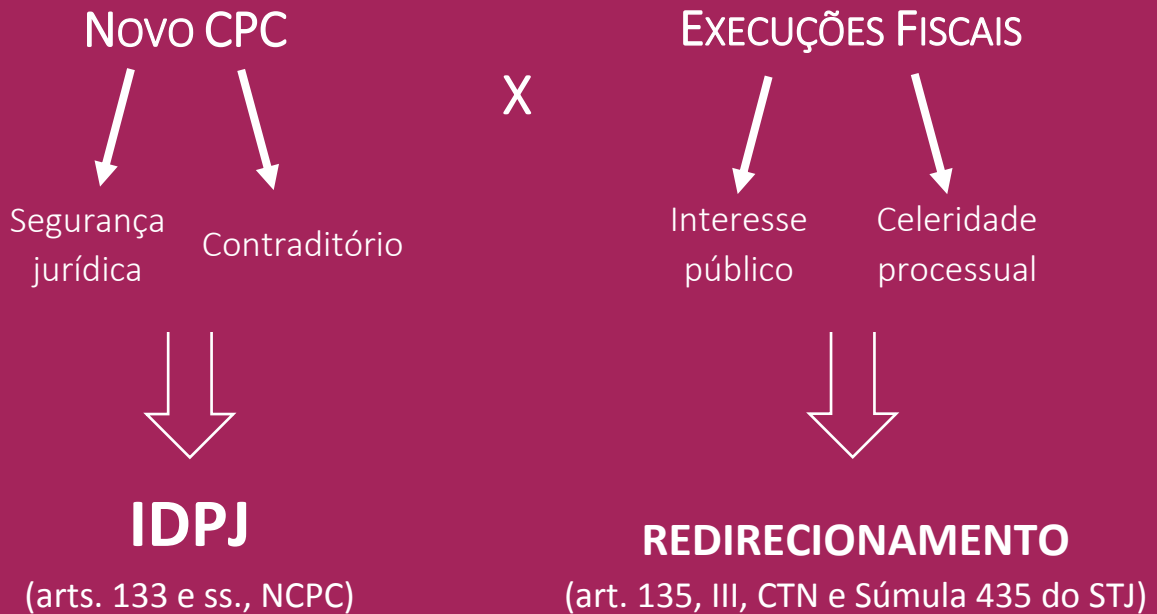 NOVO CPC
X
EXECUÇÕES FISCAIS
Segurança
jurídica
Contraditório
Interesse
público
Celeridade
processual
IDPJ
(arts. 133 e ss., NCPC)
REDIRECIONAMENTO
(art. 135, III, CTN e Súmula 435 do STJ)